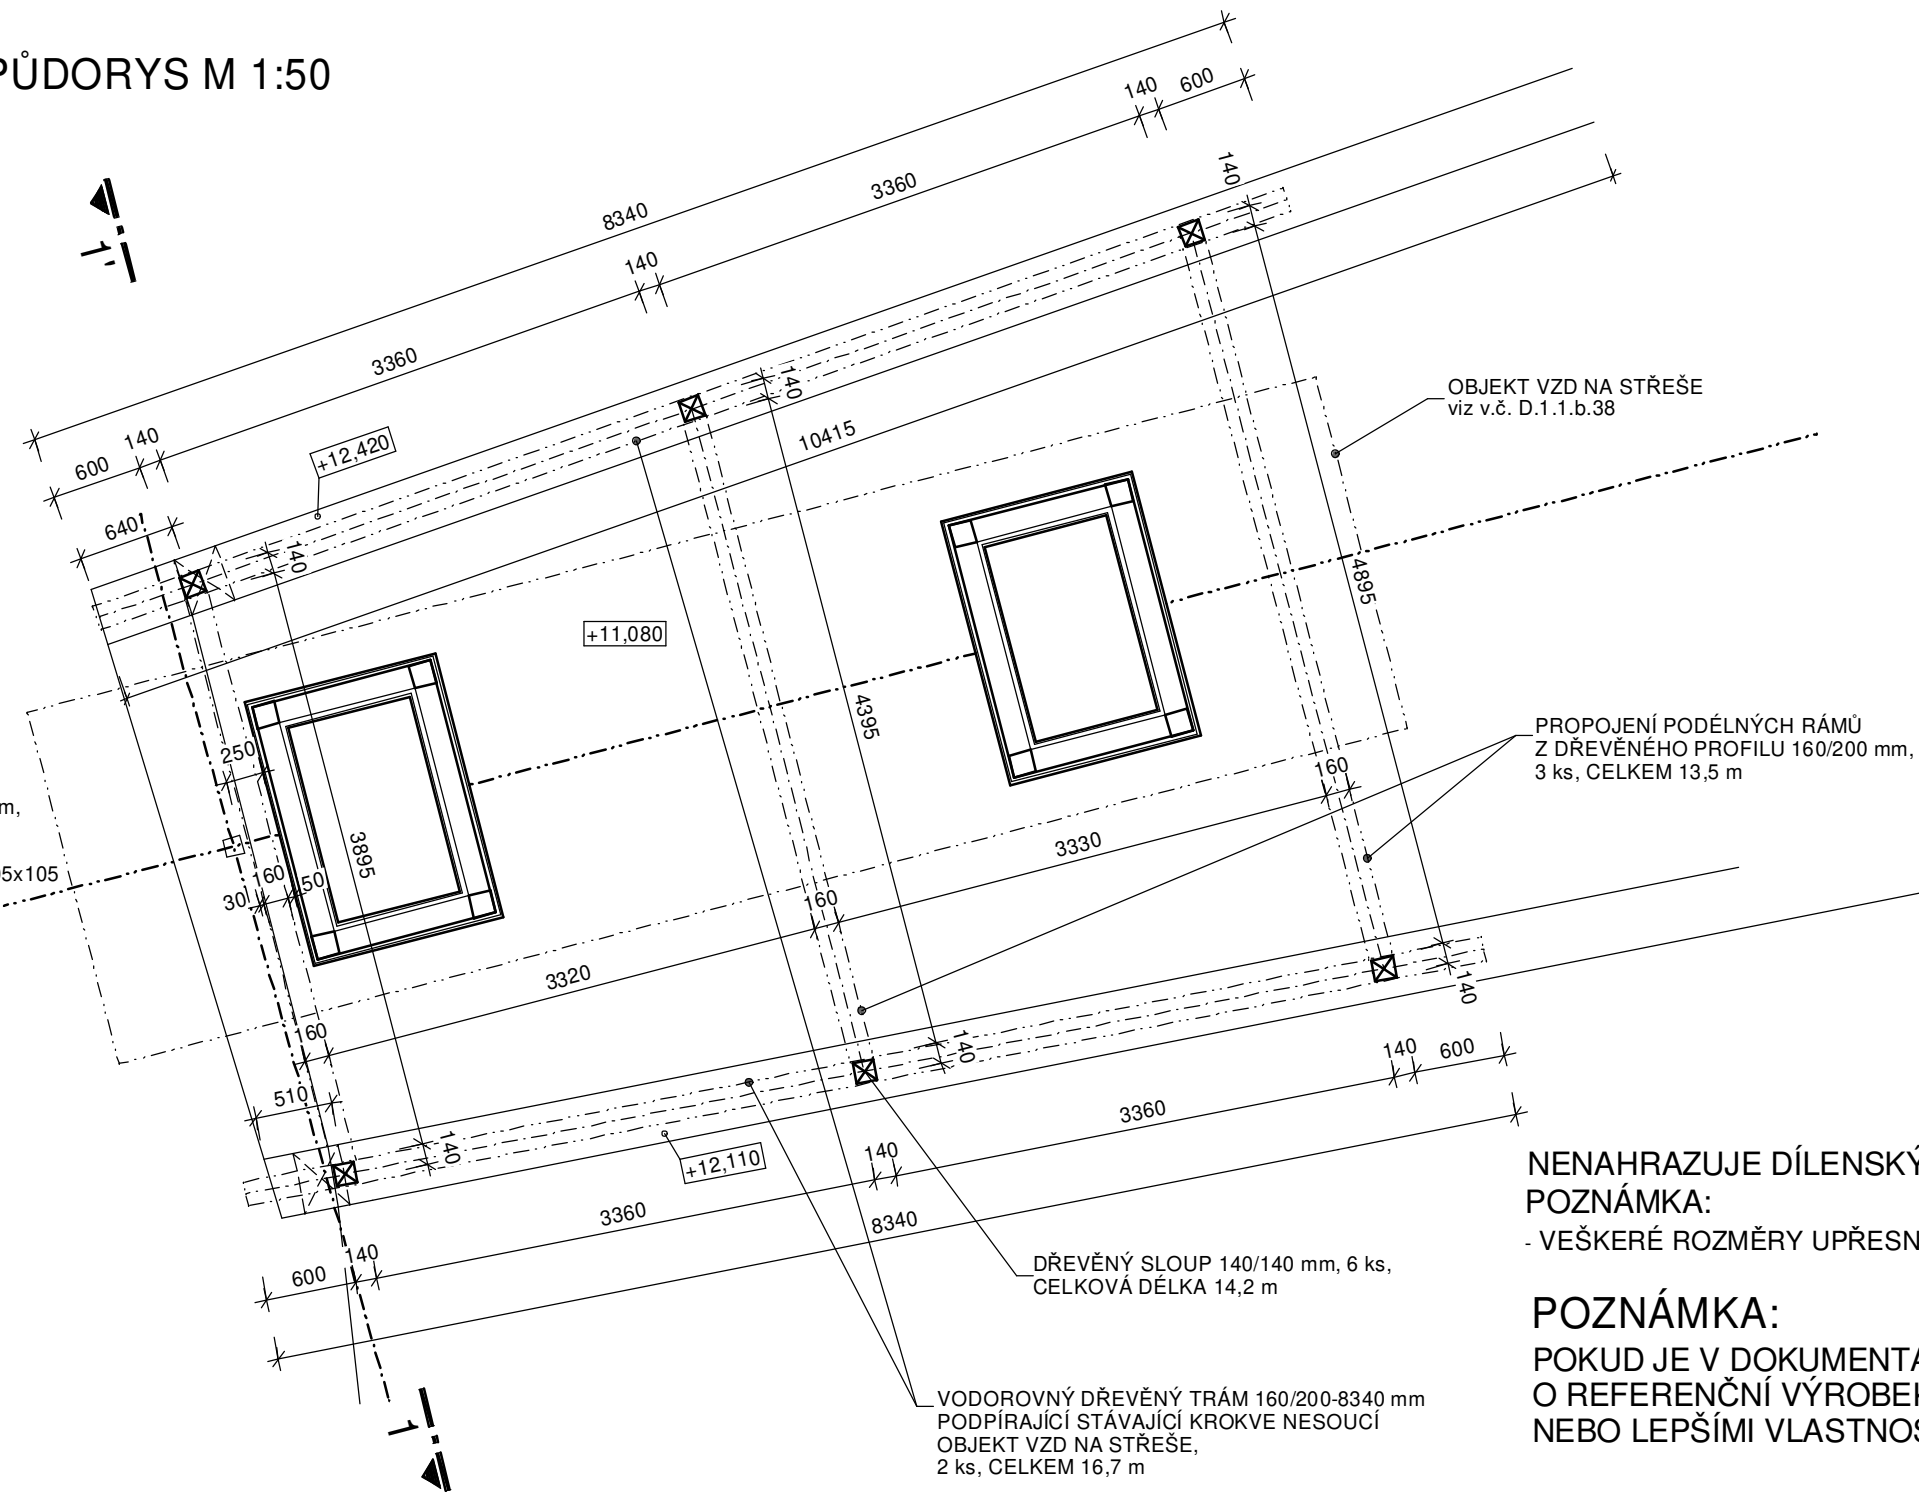 PŮDORYS M 1:50
140
600
3360
8340
140
140
3360
140
140
600
+12,420
10415
OBJEKT VZD NA STŘEŠE
viz v.č. D.1.1.b.38
640
140
4895
+11,080
4395
PROPOJENÍ PODÉLNÝCH RÁMŮ
Z DŘEVĚNÉHO PROFILU 160/200 mm,
3 ks, CELKEM 13,5 m
250
160
m,
3895
3330
5x105
160
50
30
160
3320
160
140
140
510
140
600
140
3360
+12,110
140
3360
8340
140
600
NENAHRAZUJE DÍLENSKÝ
POZNÁMKA:
- VEŠKERÉ ROZMĚRY UPŘESN
DŘEVĚNÝ SLOUP 140/140 mm, 6 ks,
CELKOVÁ DÉLKA 14,2 m
POZNÁMKA:
POKUD JE V DOKUMENTA
O REFERENČNÍ VÝROBEK
NEBO LEPŠÍMI VLASTNOS
VODOROVNÝ DŘEVĚNÝ TRÁM 160/200-8340 mm
PODPÍRAJÍCÍ STÁVAJÍCÍ KROKVE NESOUCÍ
OBJEKT VZD NA STŘEŠE,
2 ks, CELKEM 16,7 m
1'
1